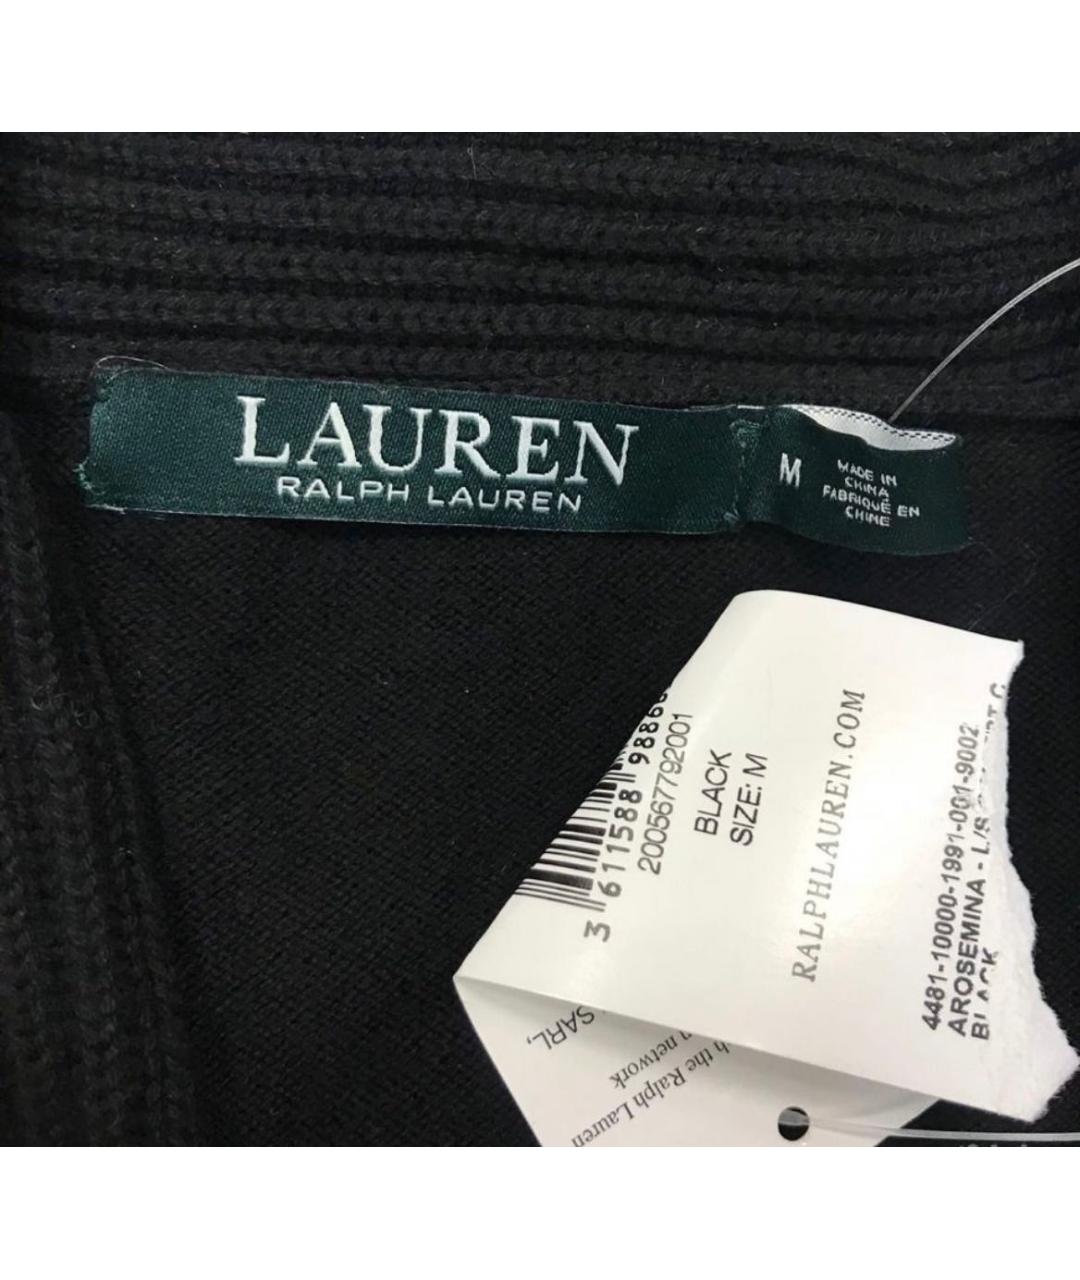 LAUREN
RALPH LAUREN
M
MADE IN
CHINA
FABRIQUÉ EN
CHINE
3 611588 9886
200567792001
BLACK
SIZE: M
RALPHLAUREN.COM
4481-10000-1991-001-9002
AROSEMINA - L/S
BLACK
SARL,
the Ralph Lauren
network